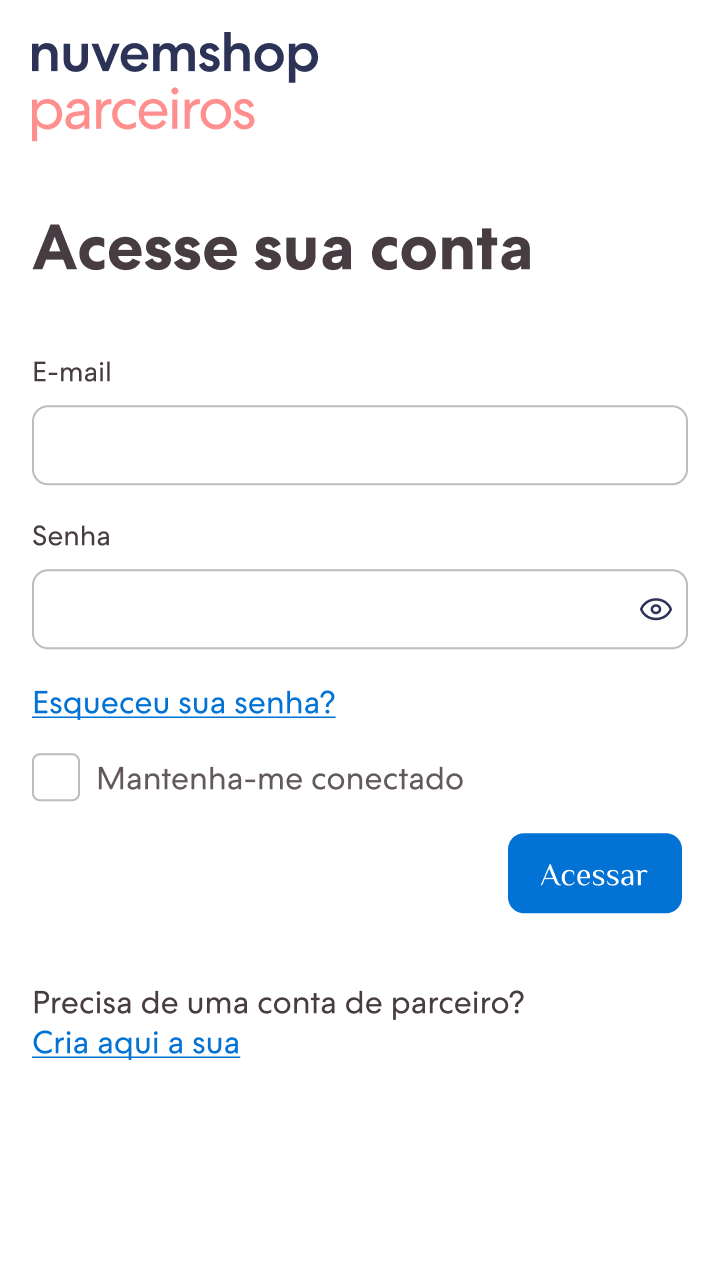 nuvemshop
parceiros
Acesse sua conta
E-mail
Senha
Esqueceu sua senha?
Mantenha-me conectado
Acessar
Precisa de uma conta de parceiro?
Cria aqui a sua